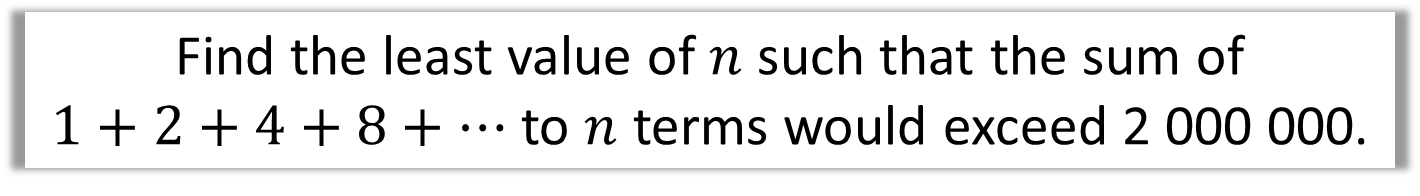 Find the least value of n such that the sum of
1 + 2 + 4 + 8 + ⋯ to n terms would exceed 2 000 000.